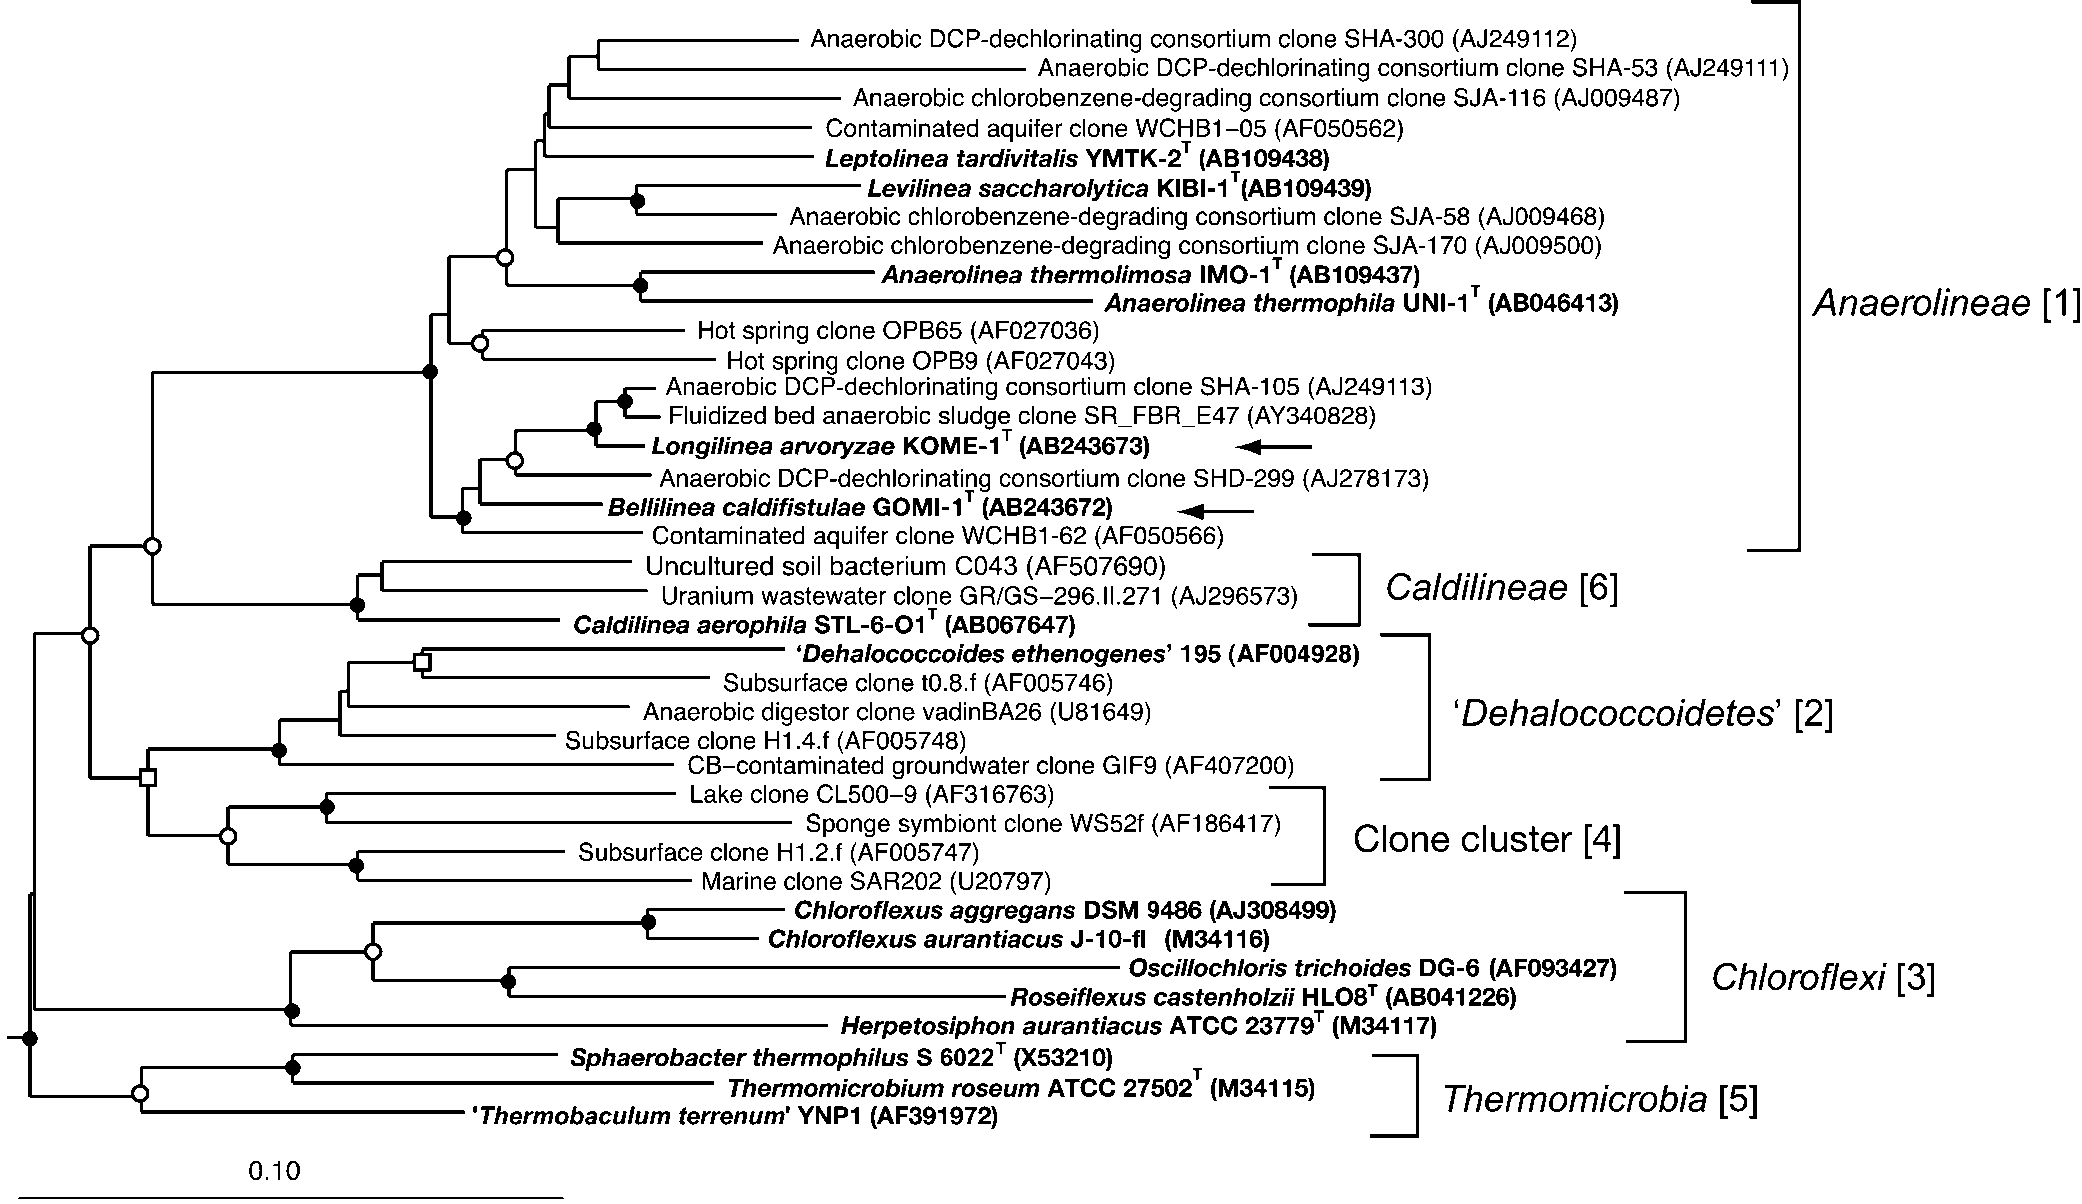 Anaerobic DCP-dechlorinating consortium clone SHA-300 (AJ249112)
Anaerobic DCP-dechlorinating consortium clone SHA-53 (AJ249111)
Anaerobic chlorobenzene-degrading consortium clone SJA-116 (AJ009487)
Contaminated aquifer clone WCHB1–05 (AF050562)
Leptolinea tardivitalis YMTK-2T (AB109438)
Levilinea saccharolytica KIBI-1T(AB109439)
Anaerobic chlorobenzene-degrading consortium clone SJA-58 (AJ009468)
Anaerobic chlorobenzene-degrading consortium clone SJA-170 (AJ009500)
Anaerolinea thermolimosa IMO-1T (AB109437)
Anaerolinea thermophila UNI-1T (AB046413)
Anaerolineae [1]
Hot spring clone OPB65 (AF027036)
Hot spring clone OPB9 (AF027043)
Anaerobic DCP-dechlorinating consortium clone SHA-105 (AJ249113)
Fluidized bed anaerobic sludge clone SR_FBR_E47 (AY340828)
Longilinea arvoryzae KOME-1T (AB243673)
Anaerobic DCP-dechlorinating consortium clone SHD-299 (AJ278173)
Bellilinea caldifistulae GOMI-1T (AB243672)
Contaminated aquifer clone WCHB1-62 (AF050566)
Uncultured soil bacterium C043 (AF507690)
Caldilineae [6]
Uranium wastewater clone GR/GS–296.II.271 (AJ296573)
Caldilinea aerophila STL-6-O1T (AB067647)
‘Dehalococcoides ethenogenes’ 195 (AF004928)
Subsurface clone t0.8.f (AF005746)
Anaerobic digestor clone vadinBA26 (U81649)
‘Dehalococcoidetes’ [2]
Subsurface clone H1.4.f (AF005748)
CB–contaminated groundwater clone GIF9 (AF407200)
Lake clone CL500–9 (AF316763)
Sponge symbiont clone WS52f (AF186417)
Clone cluster [4]
Subsurface clone H1.2.f (AF005747)
Marine clone SAR202 (U20797)
Chloroflexus aggregans DSM 9486 (AJ308499)
Chloroflexus aurantiacus J-10-fl (M34116)
Oscillochloris trichoides DG-6 (AF093427)
Chloroflexi [3]
Roseiflexus castenholzii HLO8T (AB041226)
Herpetosiphon aurantiacus ATCC 23779T (M34117)
Sphaerobacter thermophilus S 6022T (X53210)
Thermomicrobium roseum ATCC 27502T (M34115)
Thermomicrobia [5]
'Thermobaculum terrenum' YNP1 (AF391972)
0.10